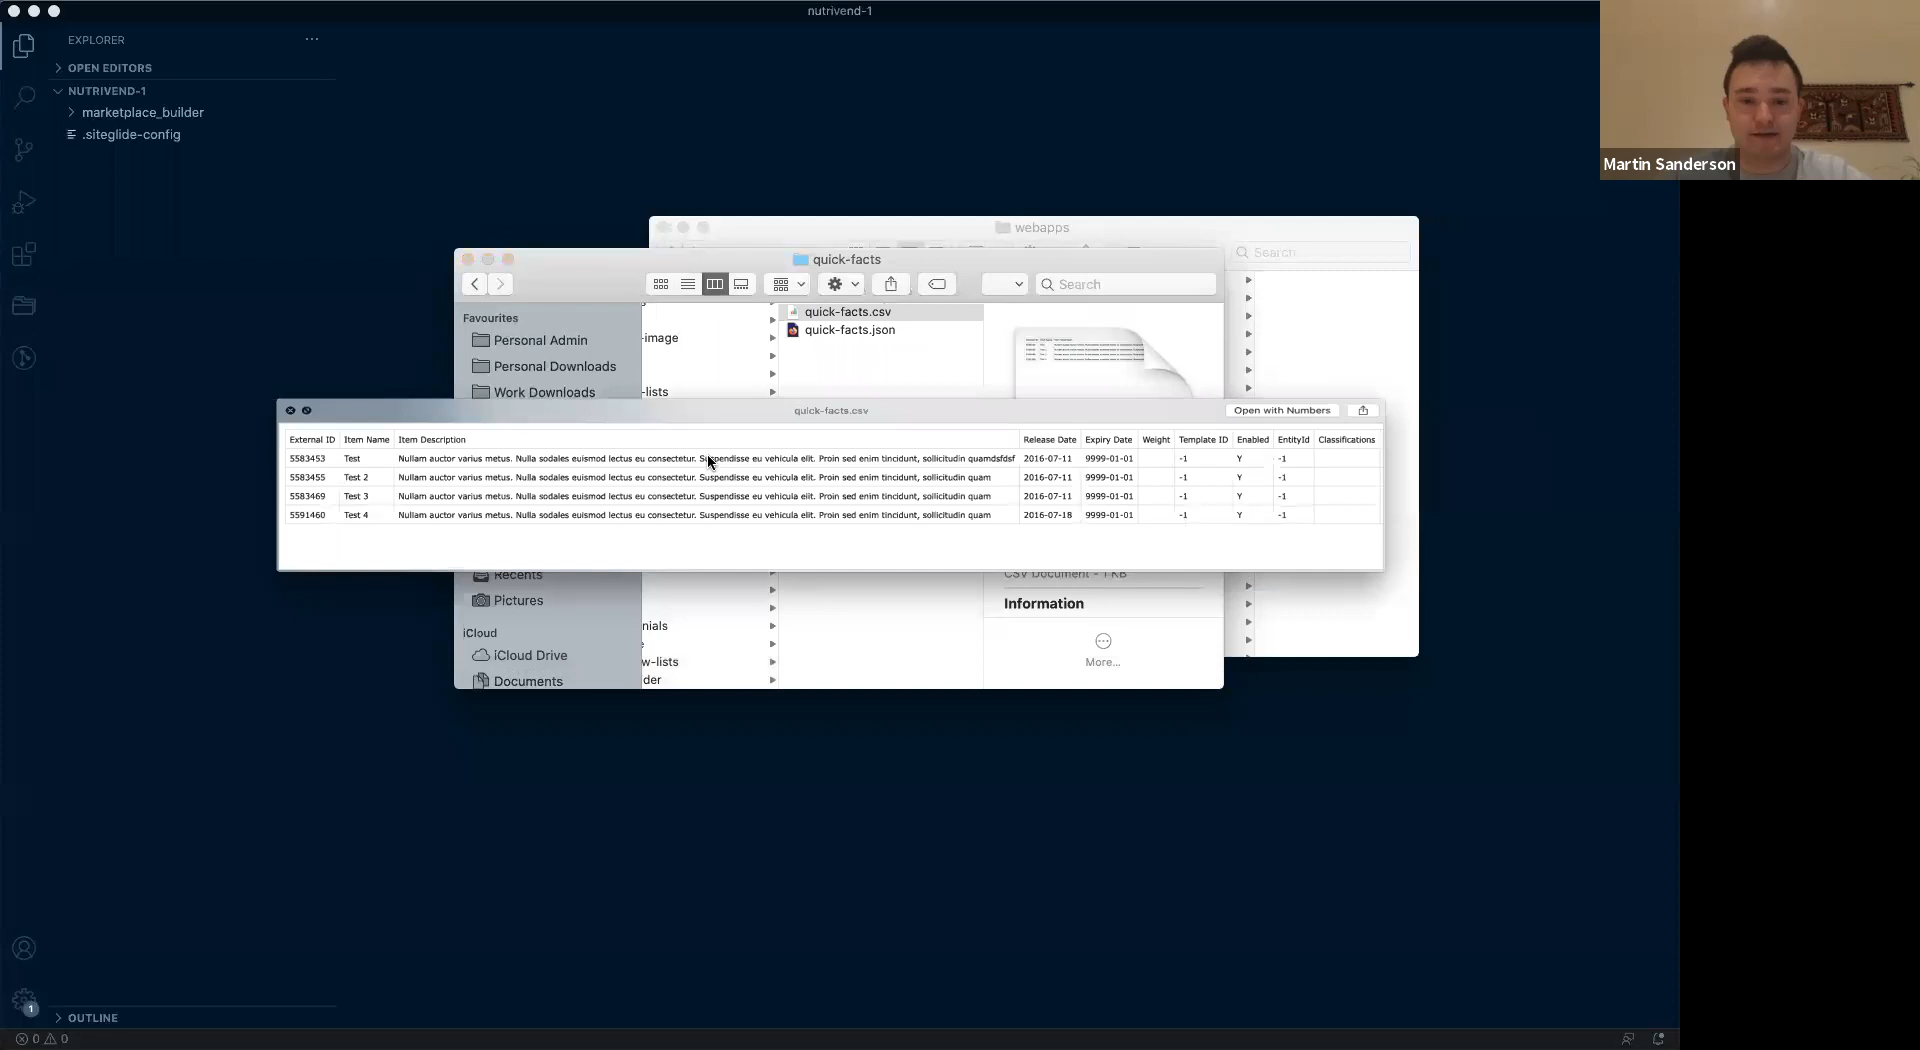 nutrivend-1
EXPLORER
OPEN EDITORS
NUTRIVEND-1
marketplace_builder
.siteglide-config
Martin Sanderson
webapps
Search
quick-facts
Search
Favourites
Personal Admin
Personal Downloads
Work Downloads
-image
-lists
quick-facts.csv
quick-facts.json
quick-facts.csv
Open with Numbers
External ID Item Name Item Description Release Date Expiry Date Weight Template ID Enabled EntityId Classifications
5583453 Test Nullam auctor varius metus. Nulla sodales euismod lectus eu consectetur. Suspendisse eu vehicula elit. Proin sed enim tincidunt, sollicitudin quamdsfdsf 2016-07-11 9999-01-01 -1 Y -1
5583455 Test 2 Nullam auctor varius metus. Nulla sodales euismod lectus eu consectetur. Suspendisse eu vehicula elit. Proin sed enim tincidunt, sollicitudin quam 2016-07-11 9999-01-01 -1 Y -1
5583469 Test 3 Nullam auctor varius metus. Nulla sodales euismod lectus eu consectetur. Suspendisse eu vehicula elit. Proin sed enim tincidunt, sollicitudin quam 2016-07-11 9999-01-01 -1 Y -1
5591460 Test 4 Nullam auctor varius metus. Nulla sodales euismod lectus eu consectetur. Suspendisse eu vehicula elit. Proin sed enim tincidunt, sollicitudin quam 2016-07-18 9999-01-01 -1 Y -1
Recents
Pictures
iCloud
iCloud Drive
Documents
nials
w-lists
der
CSV Document - 1 KB
Information
More...
1
OUTLINE
0 0